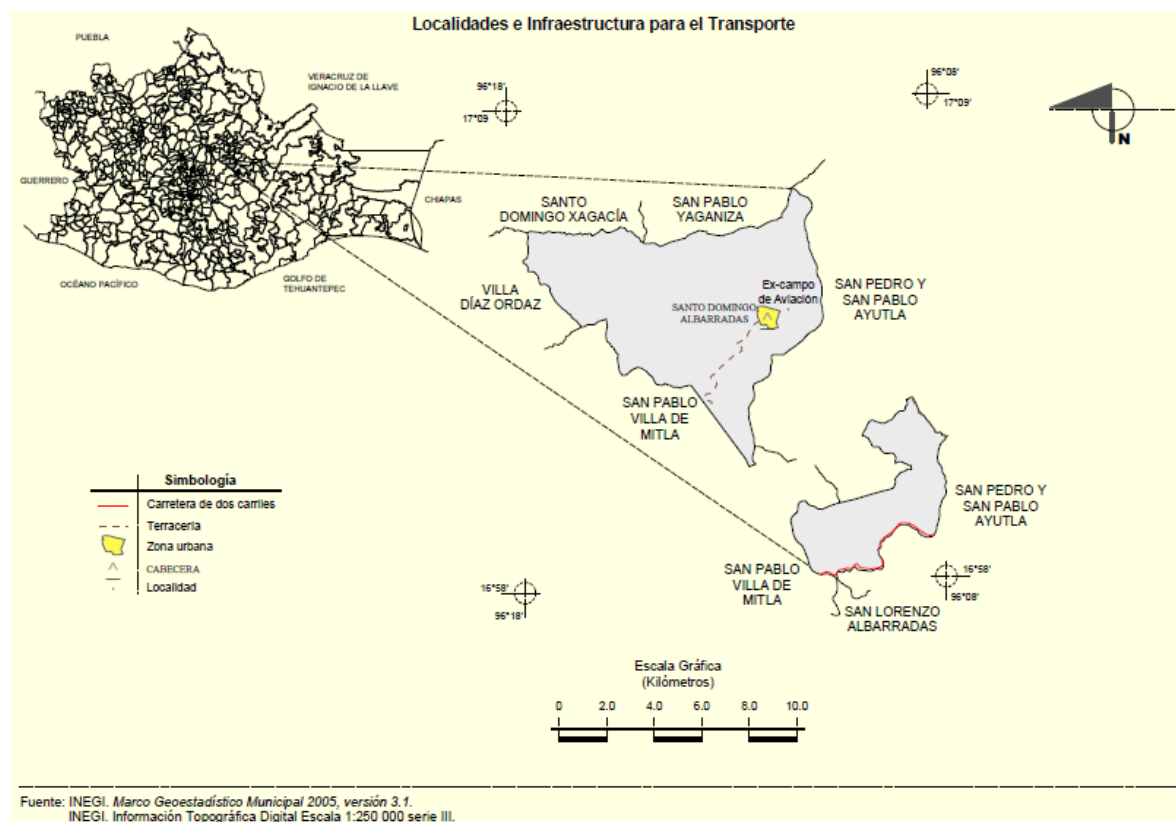 Localidades e Infraestructura para el Transporte
PUEBLA
VERACRUZ DE
IGNACIO DE LA LLAVE
GUERRERO
CHIAPAS
OCÉANO PACÍFICO
GOLFO DE
TEHUANTEPEC
96°18'
17°09
96°08'
17°09'
N
SANTO
DOMINGO XAGACÍA
SAN PABLO
YAGANIZA
VILLA
DÍAZ ORDAZ
Ex-campo
de Aviación
SANTO DOMINGO
ALBARRADAS
SAN PEDRO Y
SAN PABLO
AYUTLA
SAN PABLO
VILLA DE
MITLA
SAN PEDRO Y
SAN PABLO
AYUTLA
SAN PABLO
VILLA DE
MITLA
SAN LORENZO
ALBARRADAS
16°58'
96°18'
16°58'
96°08'
Simbología
Carretera de dos carriles
Terracería
Zona urbana
CABECERA
Localidad
Escala Gráfica
(Kilómetros)
0 2.0 4.0 6.0 8.0 10.0
Fuente: INEGI. Marco Geoestadístico Municipal 2005, versión 3.1.
INEGI. Información Topográfica Digital Escala 1:250 000 serie III.